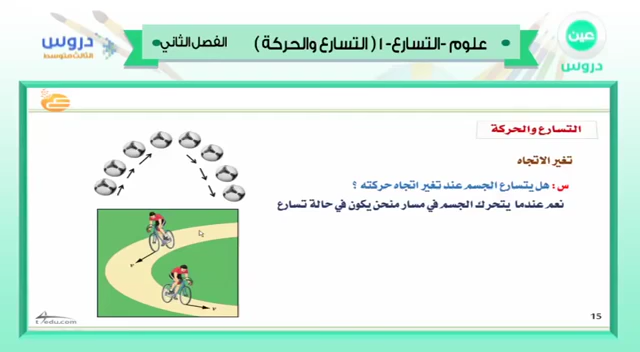 عين
دروس
علوم -التسارع-1 ( التسارع والحركة ) الفصل الثاني
دروس
الثالث متوسط
التسارع والحركة
تغير الاتجاه
س : هل يتسارع الجسم عند تغير اتجاه حركته ؟
نعم عندما يتحرك الجسم في مسار منحن يكون في حالة تسارع
v
v
15